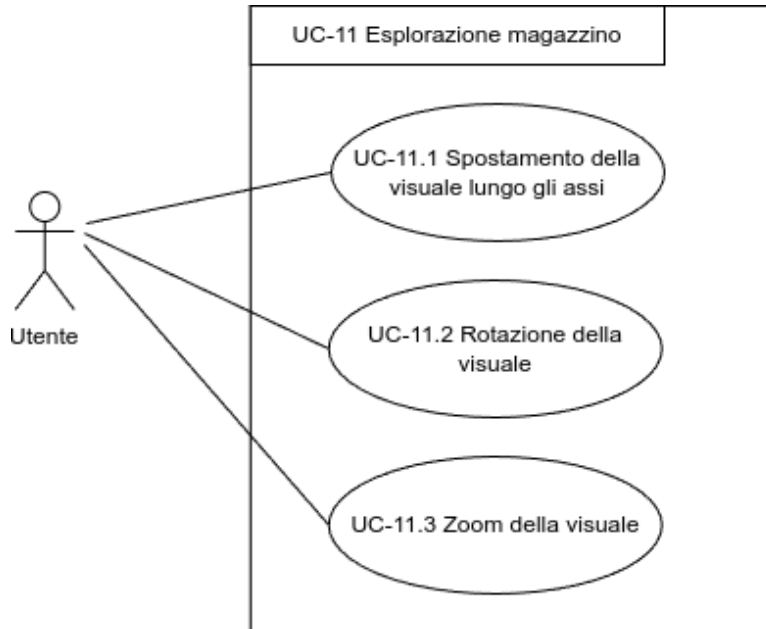 UC-11 Esplorazione magazzino
UC-11.1 Spostamento della
visuale lungo gli assi
Utente
UC-11.2 Rotazione della
visuale
UC-11.3 Zoom della visuale